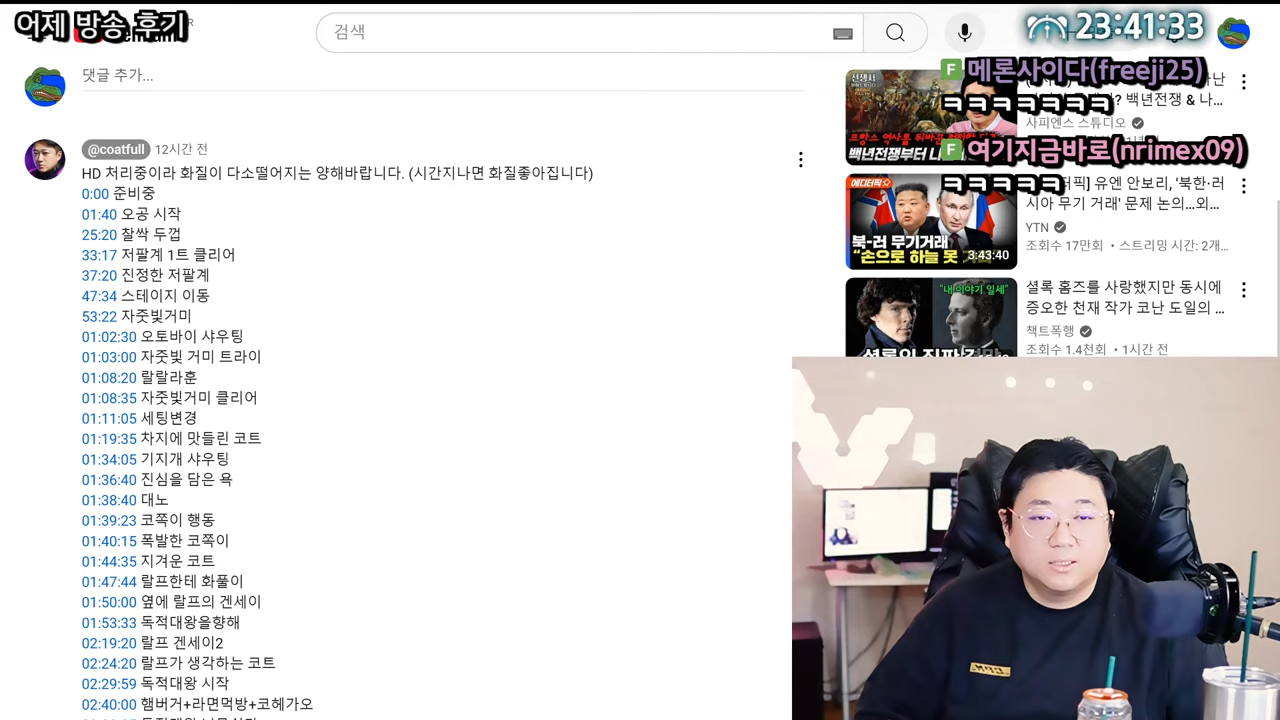 어제 방송 후기
검색
23:41:33
댓글 추가...
메론사이다(freeji25)
ㅋㅋㅋㅋㅋㅋㅋ
여기지금바로(nrimex09)
ㅋㅋㅋㅋㅋ
@coatfull 12시간 전
HD 처리중이라 화질이 다소떨어지는 양해바랍니다. (시간지나면 화질좋아집니다)
0:00 준비중
01:40 오공 시작
25:20 찰싹 두껍
33:17 저팔계 1트 클리어
37:20 진정한 저팔계
47:34 스테이지 이동
53:22 자줏빛거미
01:02:30 오토바이 샤우팅
01:03:00 자줏빛 거미 트라이
01:08:20 랄랄라훈
01:08:35 자줏빛거미 클리어
01:11:05 세팅변경
01:19:35 차지에 맛들린 코트
01:34:05 기지개 샤우팅
01:36:40 진심을 담은 욕
01:38:40 대노
01:39:23 코쪽이 행동
01:40:15 폭발한 코쪽이
01:44:35 지겨운 코트
01:47:44 랄프한테 화풀이
01:50:00 옆에 랄프의 겐세이
01:53:33 독적대왕을향해
02:19:20 랄프 겐세이2
02:24:20 랄프가 생각하는 코트
02:29:59 독적대왕 시작
02:40:00 햄버거+라면먹방+코헤가오
백년전쟁 & 나...
사피엔스 스튜디오
백년전쟁부터
에디터픽
북-러 무기거래
"손으로 하늘 못
3:43:40
터픽] 유엔 안보리, '북한·러
시아 무기 거래' 문제 논의...외...
YTN
조회수 17만회 • 스트리밍 시간: 2개...
"내 이야기 일세"
셜록 홈즈를 사랑했지만 동시에
증오한 천재 작가 코난 도일의 ...
책트폭행
조회수 1.4천회 • 1시간 전